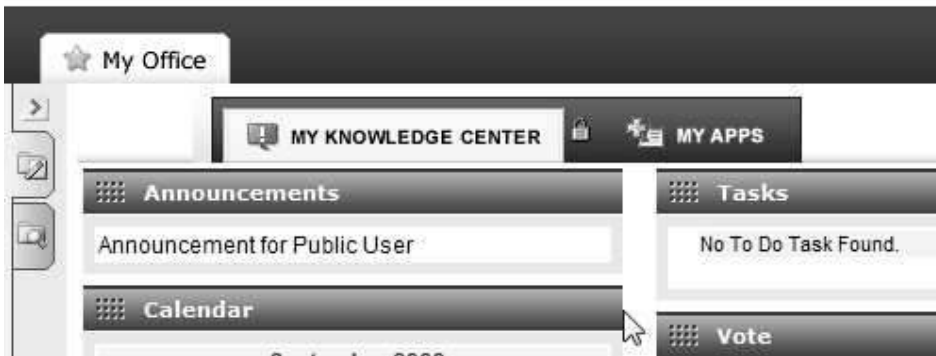 My Office
MY KNOWLEDGE CENTER
MY APPS
Announcements
Announcement for Public User
Calendar
Tasks
No To Do Task Found.
Vote